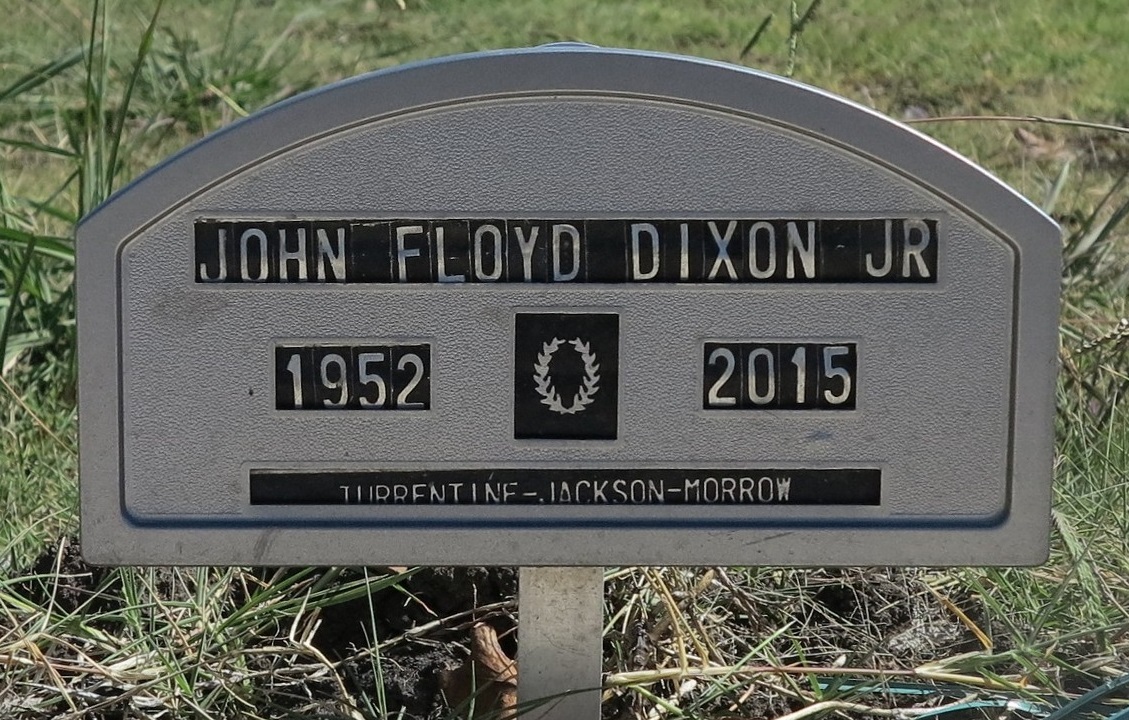 JOHN FLOYD DIXON JR
1952 2015
TURRENTINE-JACKSON-MORROW